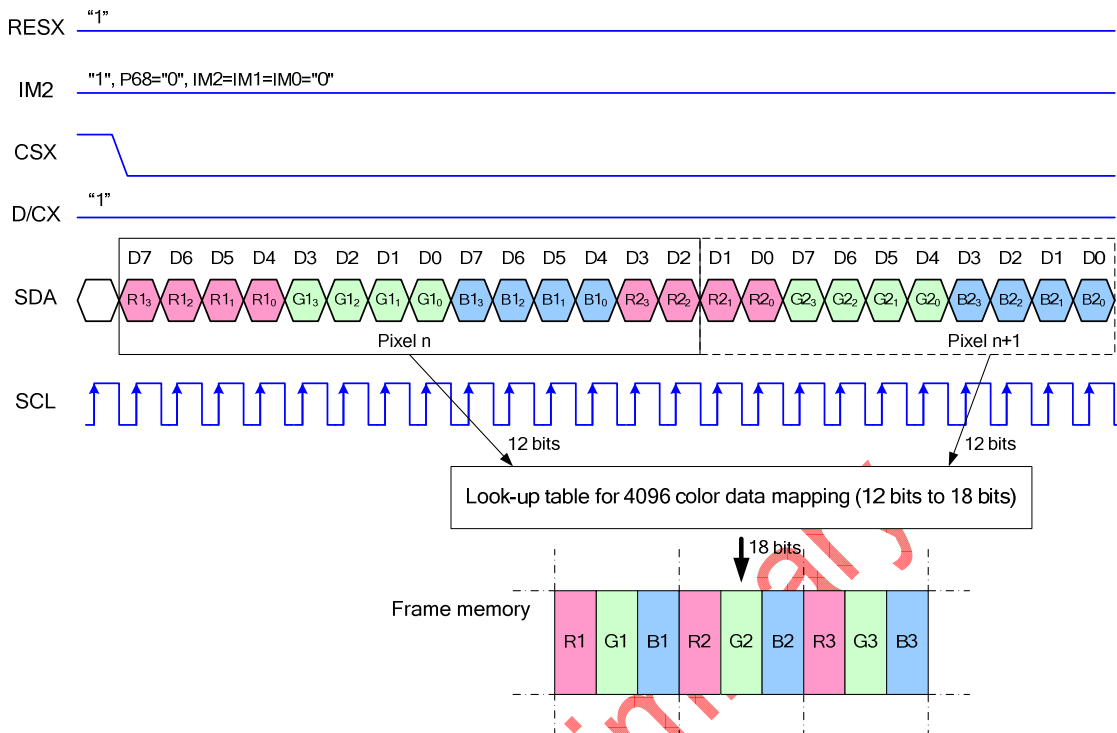 RESX "1"
IM2 "1", P68="0", IM2=IM1=IM0="0"
CSX
D/CX "1"
D7 D6 D5 D4 D3 D2 D1 D0 D7 D6 D5 D4 D3 D2 D1 D0 D7 D6 D5 D4 D3 D2 D1 D0
SDA R1₃ R1₂ R1₁ R1₀ G1₃ G1₂ G1₁ G1₀ B1₃ B1₂ B1₁ B1₀ R2₃ R2₂ R2₁ R2₀ G2₃ G2₂ G2₁ G2₀ B2₃ B2₂ B2₁ B2₀
Pixel n Pixel n+1
SCL
12 bits 12 bits
Look-up table for 4096 color data mapping (12 bits to 18 bits)
18 bits
Frame memory
R1 G1 B1 R2 G2 B2 R3 G3 B3